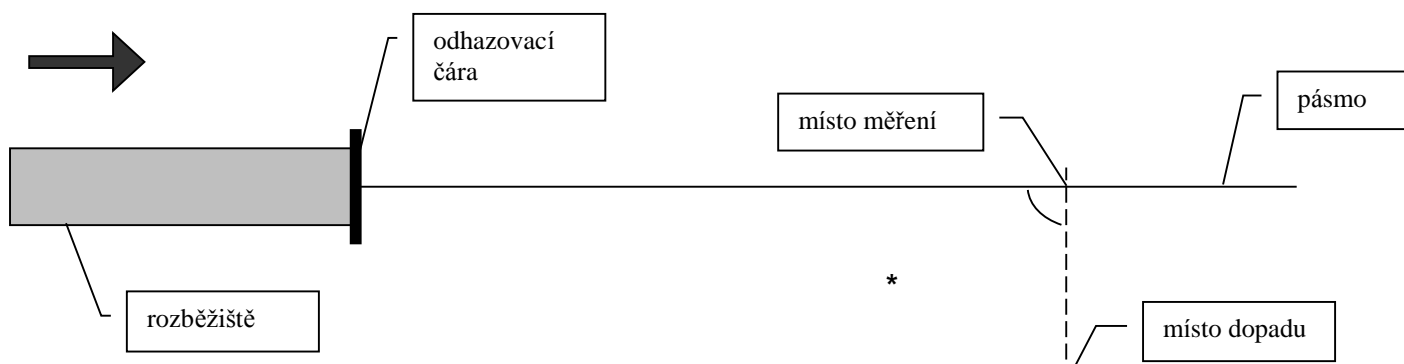 odhazovací
čára
pásmo
místo měření
*
rozběžiště
místo dopadu